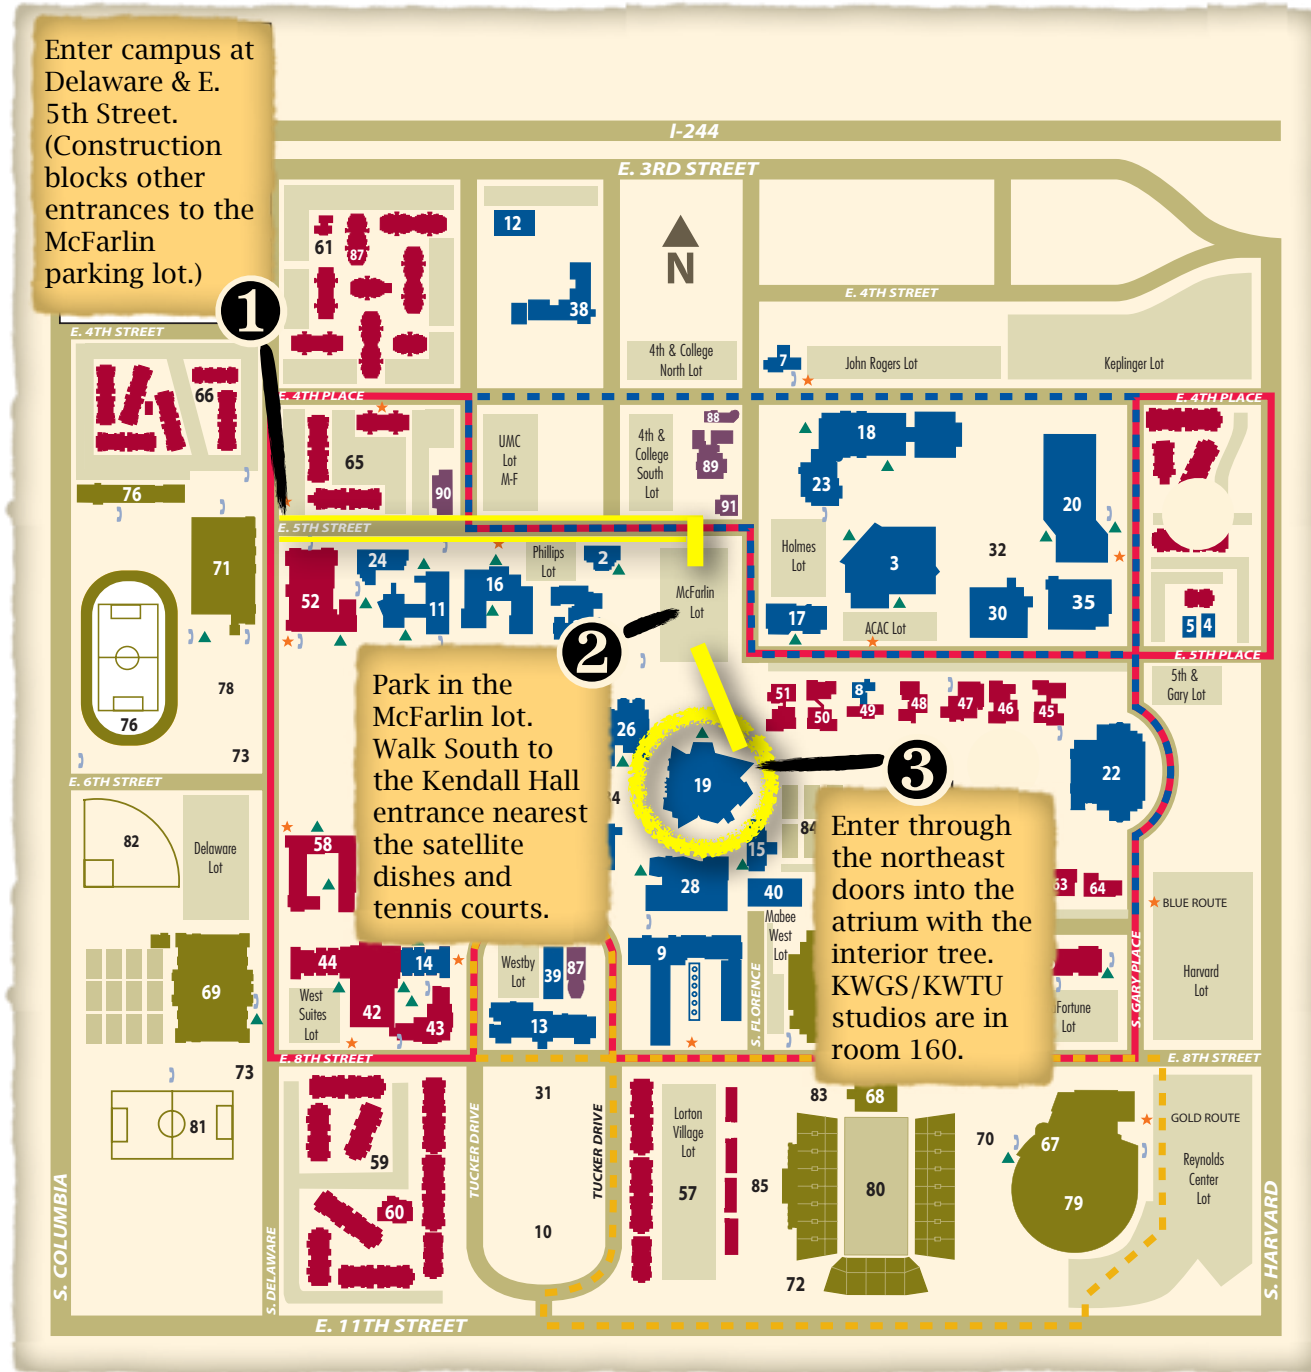 Enter campus at
Delaware & E.
5th Street.
(Construction
blocks other
entrances to the
McFarlin
parking lot.)
I-244
E. 3RD STREET
12
61
87
38
N
E. 4TH STREET
1
E. 4TH STREET
4th & College
North Lot
7
John Rogers Lot
Keplinger Lot
66
E. 4TH PLACE
E. 4TH PLACE
65
UMC
Lot
M-F
4th &
College
South
Lot
88
89
18
23
20
76
90
91
E. 5TH STREET
71
24
52
11
16
Phillips
Lot
2
McFarlin
Lot
Holmes
Lot
3
32
17
ACAC Lot
30
35
5 4
E. 5TH PLACE
2
Park in the
McFarlin lot.
Walk South to
the Kendall Hall
entrance nearest
the satellite
dishes and
tennis courts.
78
76
73
5th &
Gary Lot
51
50
8
49
48
47
46
45
26
19
3
22
E. 6TH STREET
82
Delaware
Lot
58
84
15
28
40
Enter through
the northeast
doors into the
atrium with the
interior tree.
KWGS/KWTU
studios are in
room 160.
63
64
BLUE ROUTE
Mabee
West
Lot
44
14
Westby
Lot
39
87
9
69
West
Suites
Lot
42
43
13
S. FLORENCE
Fortune
Lot
S. GARY PLACE
Harvard
Lot
E. 8TH STREET
E. 8TH STREET
73
81
59
60
31
TUCKER DRIVE
TUCKER DRIVE
10
Lorton
Village
Lot
57
83
68
85
80
70
67
79
72
GOLD ROUTE
Reynolds
Center
Lot
S. COLUMBIA
S. DELAWARE
S. HARVARD
E. 11TH STREET